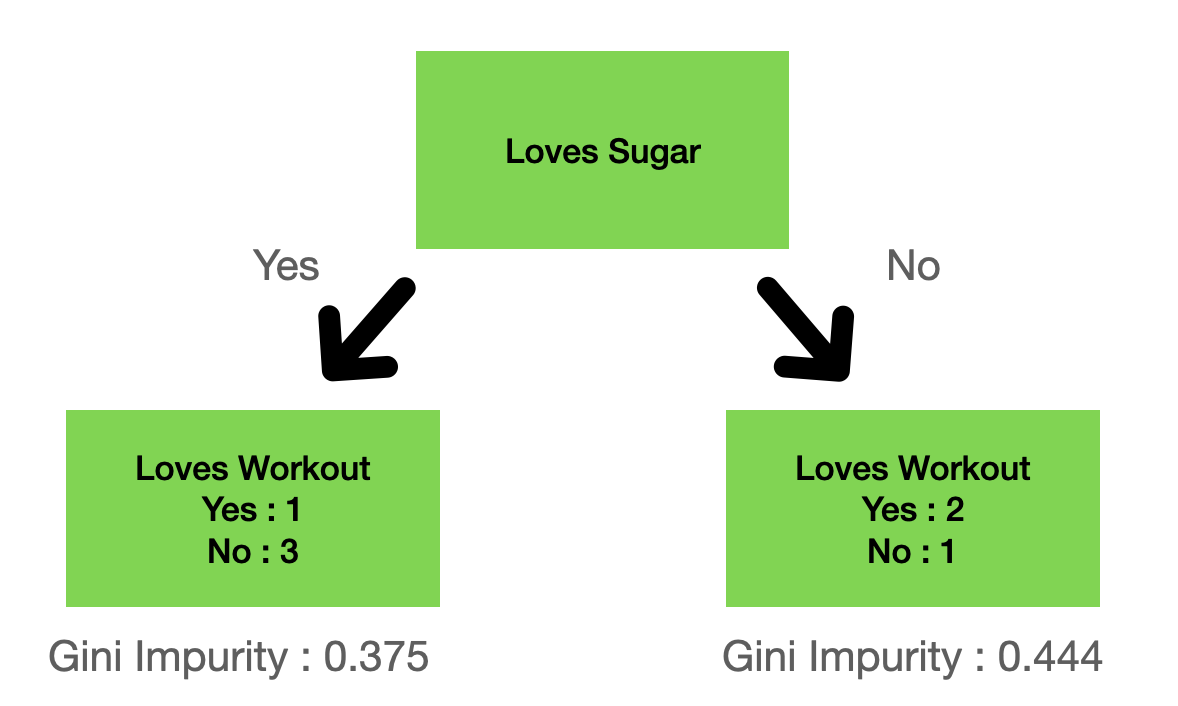 Loves Sugar
Yes
No
Loves Workout
Yes : 1
No : 3
Loves Workout
Yes : 2
No : 1
Gini Impurity : 0.375
Gini Impurity : 0.444